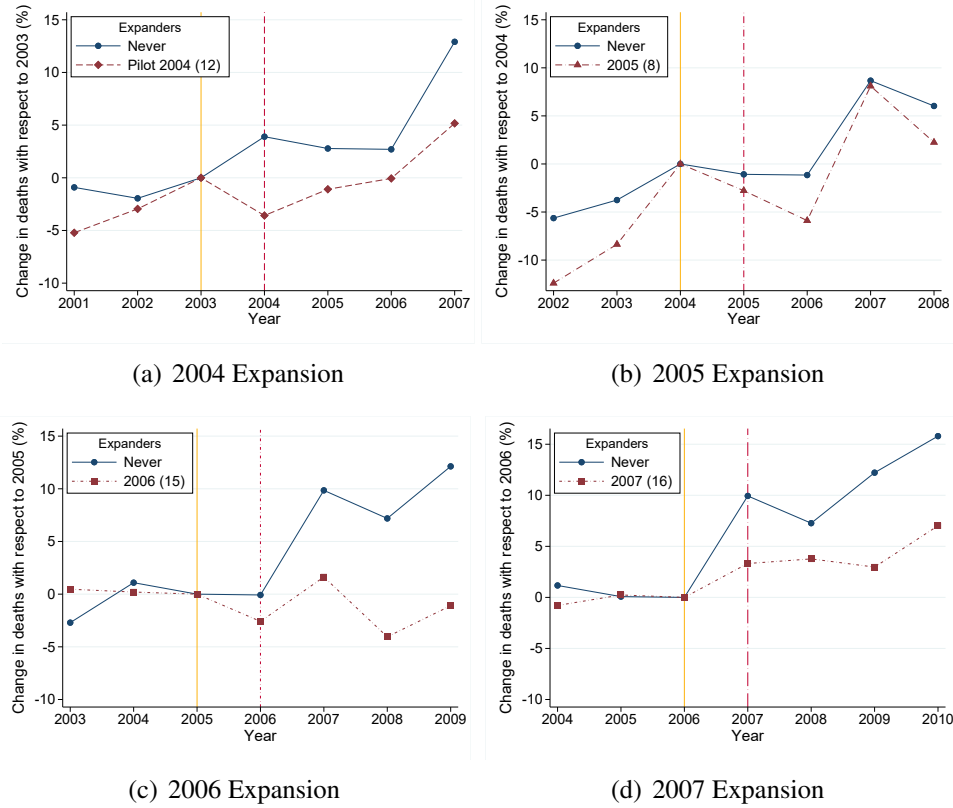 Change in deaths with respect to 2003 (%)
15
10
5
0
-5
-10
Expanders
Never
Pilot 2004 (12)
2001 2002 2003 2004 2005 2006 2007
Year
(a) 2004 Expansion
Change in deaths with respect to 2004 (%)
15
10
5
0
-5
-10
Expanders
Never
2005 (8)
2002 2003 2004 2005 2006 2007 2008
Year
(b) 2005 Expansion
Change in deaths with respect to 2005 (%)
15
10
5
0
-5
-10
Expanders
Never
2006 (15)
2003 2004 2005 2006 2007 2008 2009
Year
(c) 2006 Expansion
Change in deaths with respect to 2006 (%)
15
10
5
0
-5
-10
Expanders
Never
2007 (16)
2004 2005 2006 2007 2008 2009 2010
Year
(d) 2007 Expansion